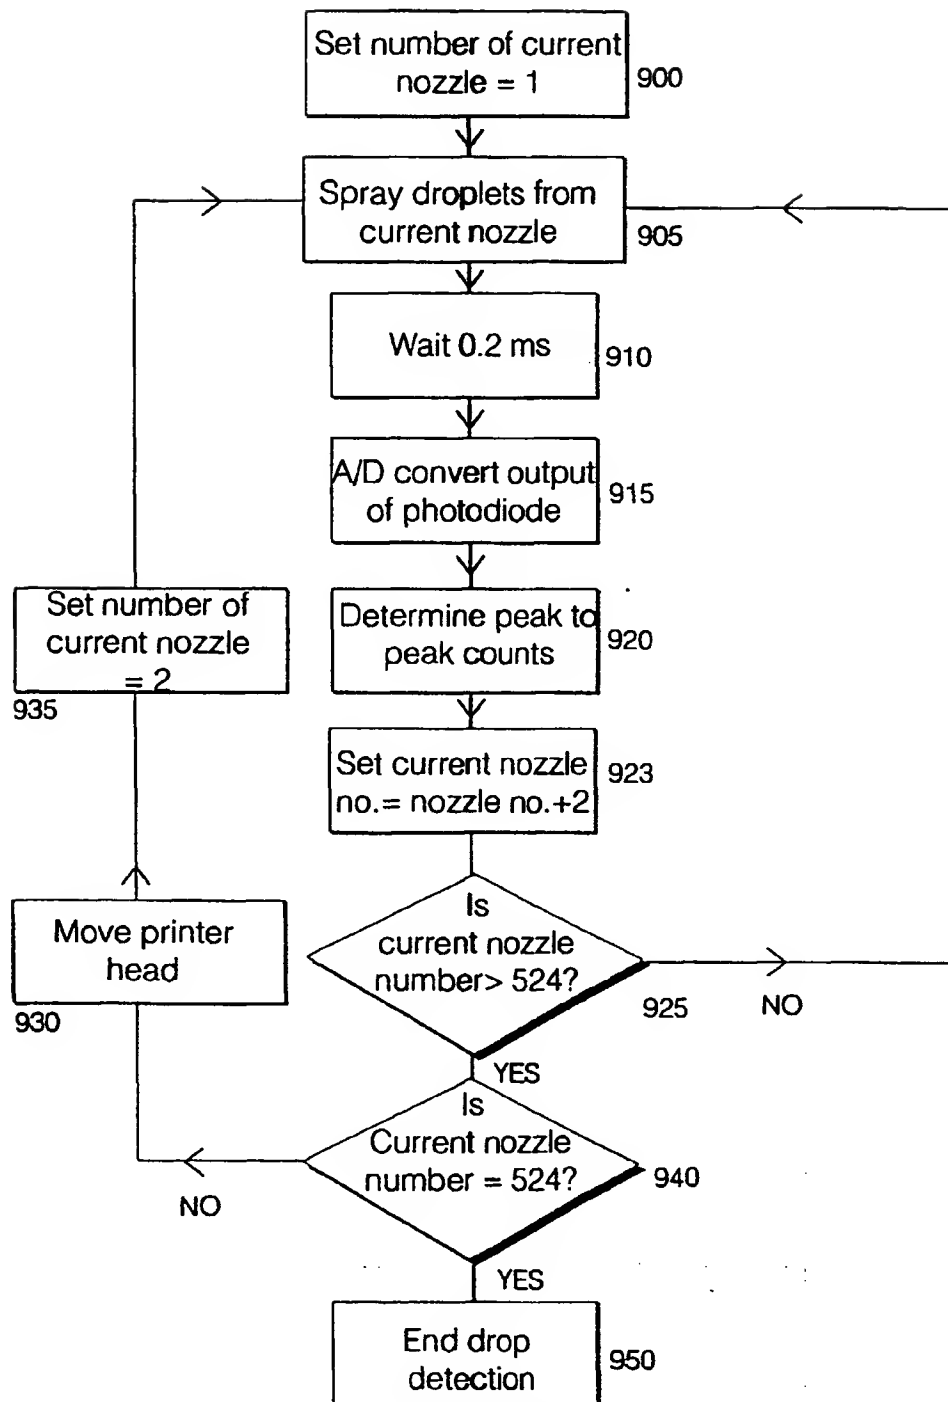 Set number of current
nozzle = 1
900
Spray droplets from
current nozzle
905
Wait 0.2 ms
910
A/D convert output
of photodiode
915
Determine peak to
peak counts
920
Set number of
current nozzle
= 2
935
Set current nozzle
no.= nozzle no.+2
923
Is
current nozzle
number> 524?
925
NO
YES
Move printer
head
930
Is
Current nozzle
number = 524?
940
NO
YES
End drop
detection
950